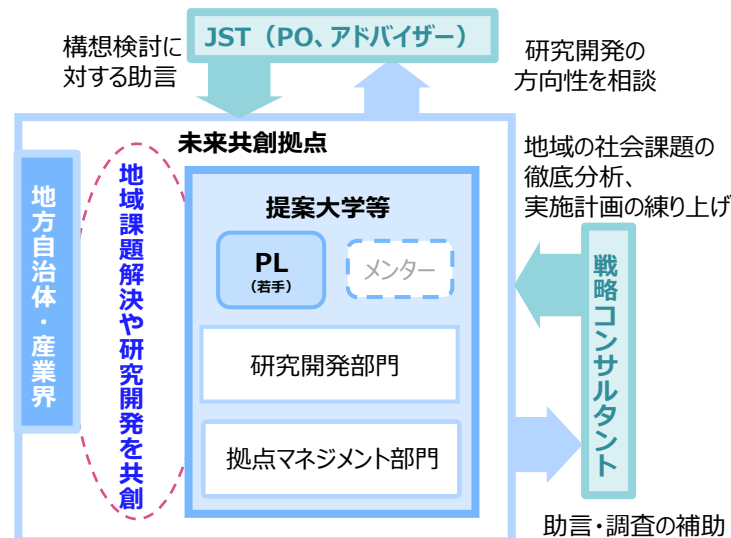 JST（PO、アドバイザー）
構想検討に
対する助言
研究開発の
方向性を相談
未来共創拠点
地方自治体・産業界
地域課題解決や研究開発を共創
提案大学等
PL
（若手）
メンター
研究開発部門
拠点マネジメント部門
地域の社会課題の
徹底分析、
実施計画の練り上げ
戦略コンサルタント
助言・調査の補助